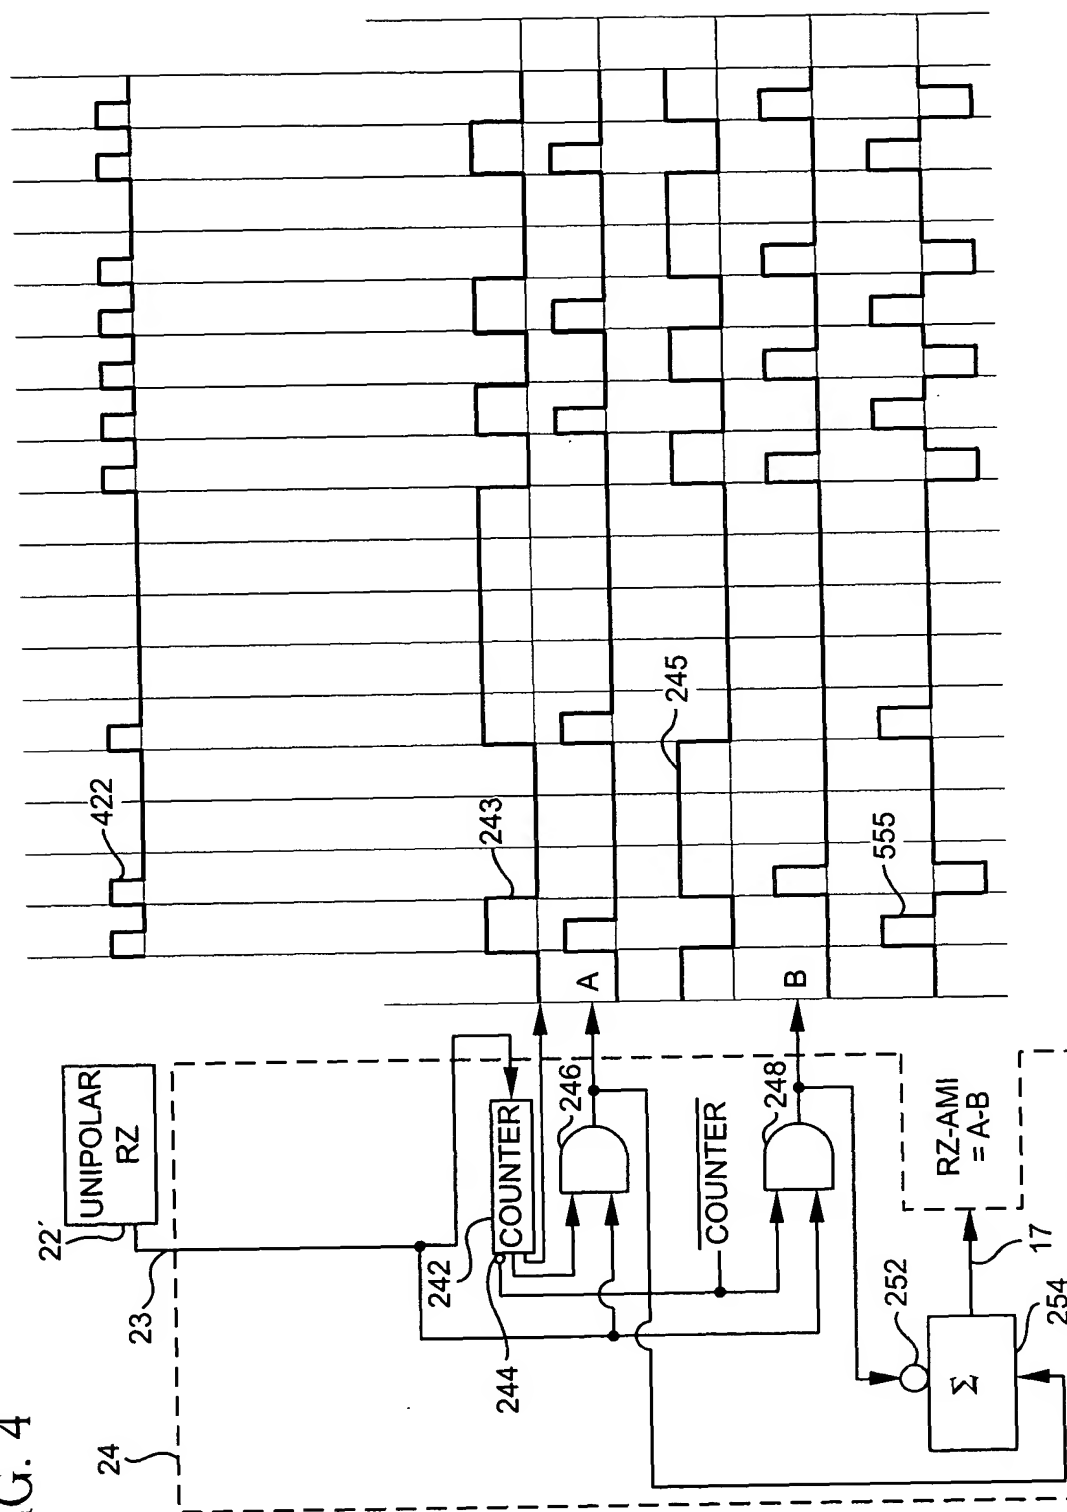 G. 4
24
23
22'
UNIPOLAR
RZ
422
242
COUNTER
244
243
246
A
245
COUNTER
248
B
252
Σ
254
17
RZ-AMI
= A-B
555